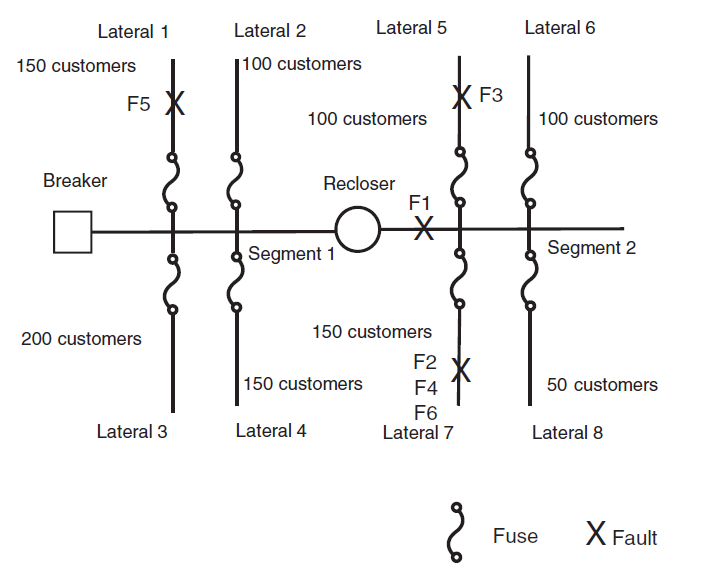 Lateral 1
Lateral 2
Lateral 5
Lateral 6
150 customers
100 customers
F5
F3
100 customers
100 customers
Breaker
Recloser
F1
Segment 1
Segment 2
200 customers
150 customers
F2
150 customers
F4
50 customers
F6
Lateral 3
Lateral 4
Lateral 7
Lateral 8
Fuse
X Fault